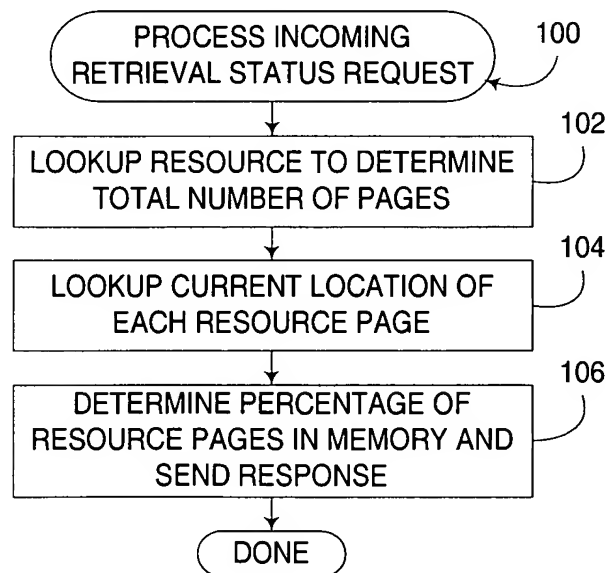 PROCESS INCOMING
RETRIEVAL STATUS REQUEST
100
102
LOOKUP RESOURCE TO DETERMINE
TOTAL NUMBER OF PAGES
104
LOOKUP CURRENT LOCATION OF
EACH RESOURCE PAGE
106
DETERMINE PERCENTAGE OF
RESOURCE PAGES IN MEMORY AND
SEND RESPONSE
DONE